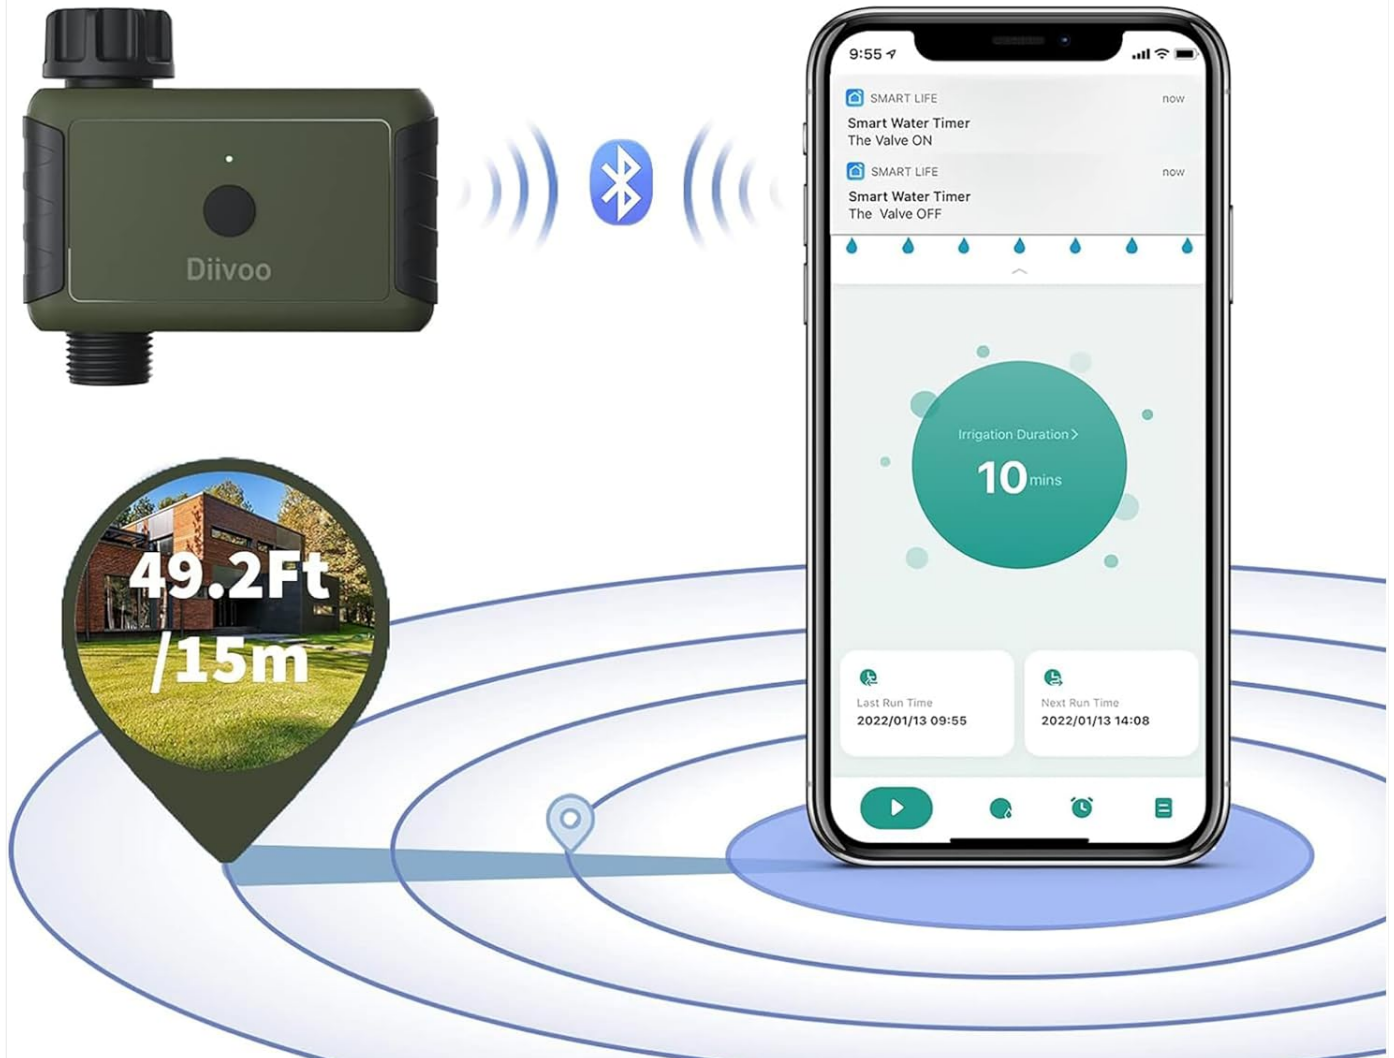 Diivoo
9:55
SMART LIFE
now
Smart Water Timer
The Valve ON
SMART LIFE
now
Smart Water Timer
The Valve OFF
Irrigation Duration
10 mins
49.2Ft
/15m
Last Run Time
2022/01/13 09:55
Next Run Time
2022/01/13 14:08